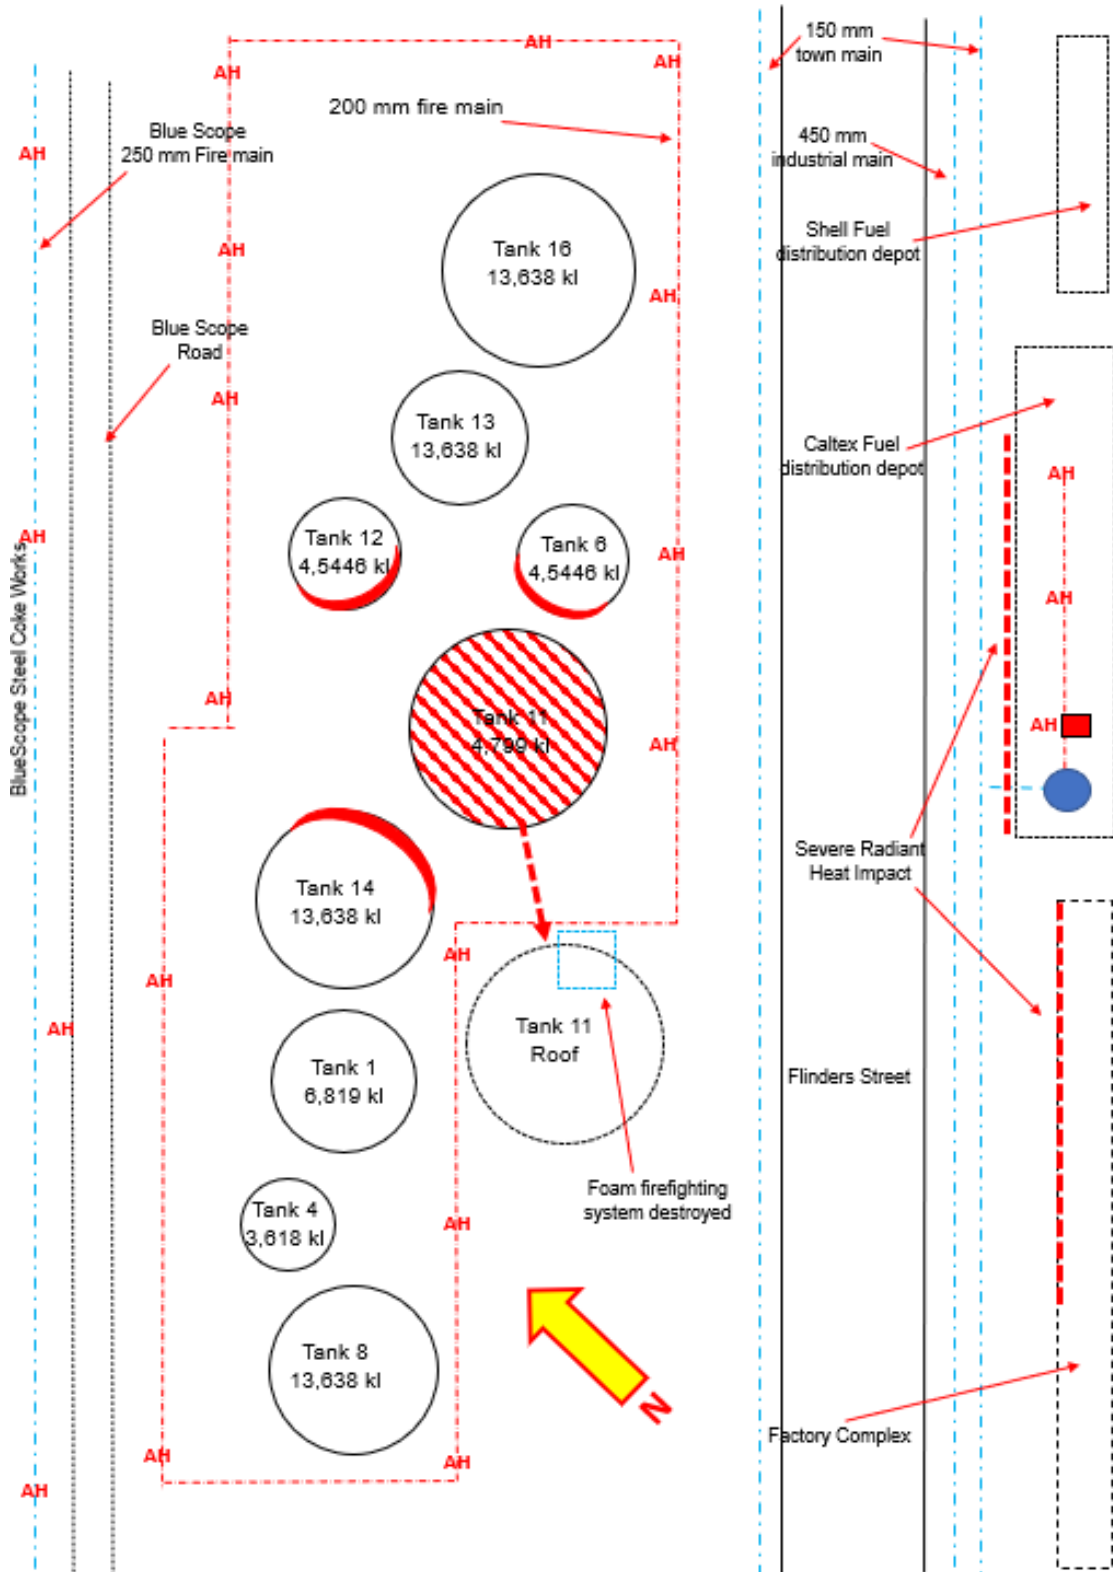 AH
150 mm
town main
AH
AH
AH
200 mm fire main
Blue Scope
250 mm Fire main
450 mm
industrial main
AH
Shell Fuel
distribution depot
AH
Tank 16
13,638 kl
AH
Blue Scope
Road
AH
Tank 13
13,638 kl
Caltex Fuel
distribution depot
AH
AH
Tank 12
4,5446 kl
Tank 6
4,5446 kl
AH
AH
BlueScope Steel Coke Works
AH
Tank 11
4,799 kl
AH
AH
Severe Radiant
Heat Impact
Tank 14
13,638 kl
AH
AH
AH
Tank 11
Roof
Tank 1
6,819 kl
Flinders Street
Foam firefighting
system destroyed
Tank 4
3,618 kl
AH
Tank 8
13,638 kl
N
Factory Complex
AH
AH
AH